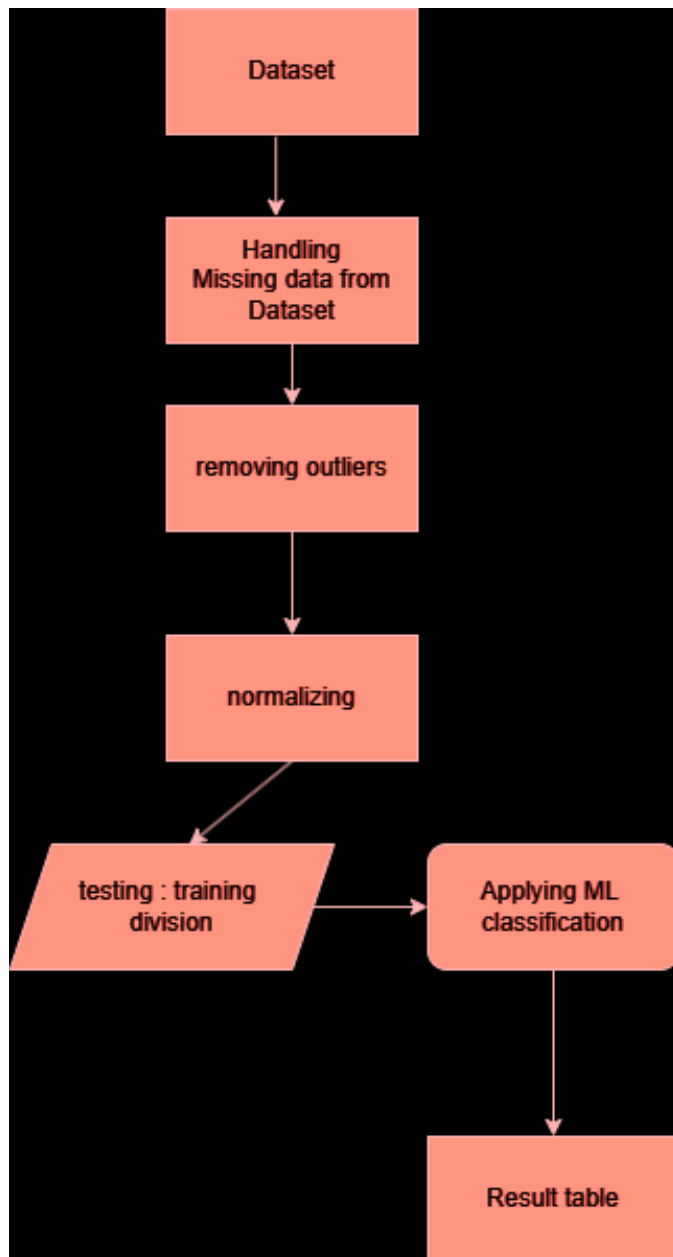 Dataset
Handling
Missing data from
Dataset
removing outliers
normalizing
testing : training
division
Applying ML
classification
Result table